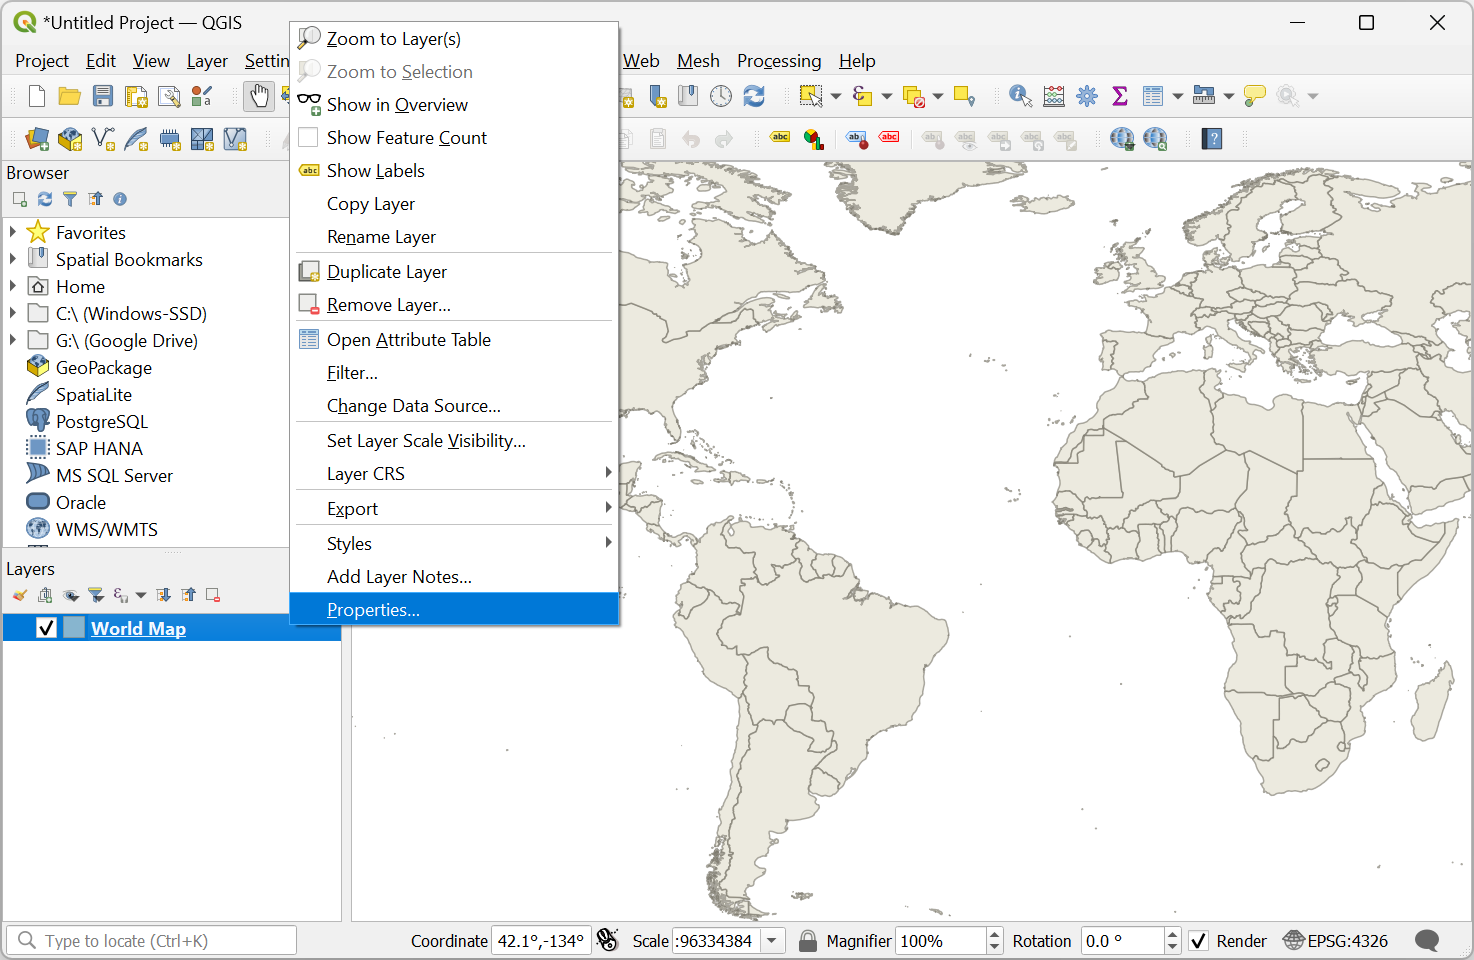 *Untitled Project — QGIS
Project Edit View Layer Settin Web Mesh Processing Help
Zoom to Layer(s)
Zoom to Selection
Show in Overview
Show Feature Count
abc Show Labels
Copy Layer
Rename Layer
Duplicate Layer
Remove Layer...
Open Attribute Table
Filter...
Change Data Source...
Set Layer Scale Visibility...
Layer CRS
Export
Styles
Add Layer Notes...
Properties...
Browser
Favorites
Spatial Bookmarks
Home
C:\ (Windows-SSD)
G:\ (Google Drive)
GeoPackage
SpatiaLite
PostgreSQL
SAP HANA
MS SQL Server
Oracle
WMS/WMTS
Layers
World Map
Type to locate (Ctrl+K) Coordinate 42.1°,-134° Scale :96334384 Magnifier 100% Rotation 0.0 ° Render EPSG:4326